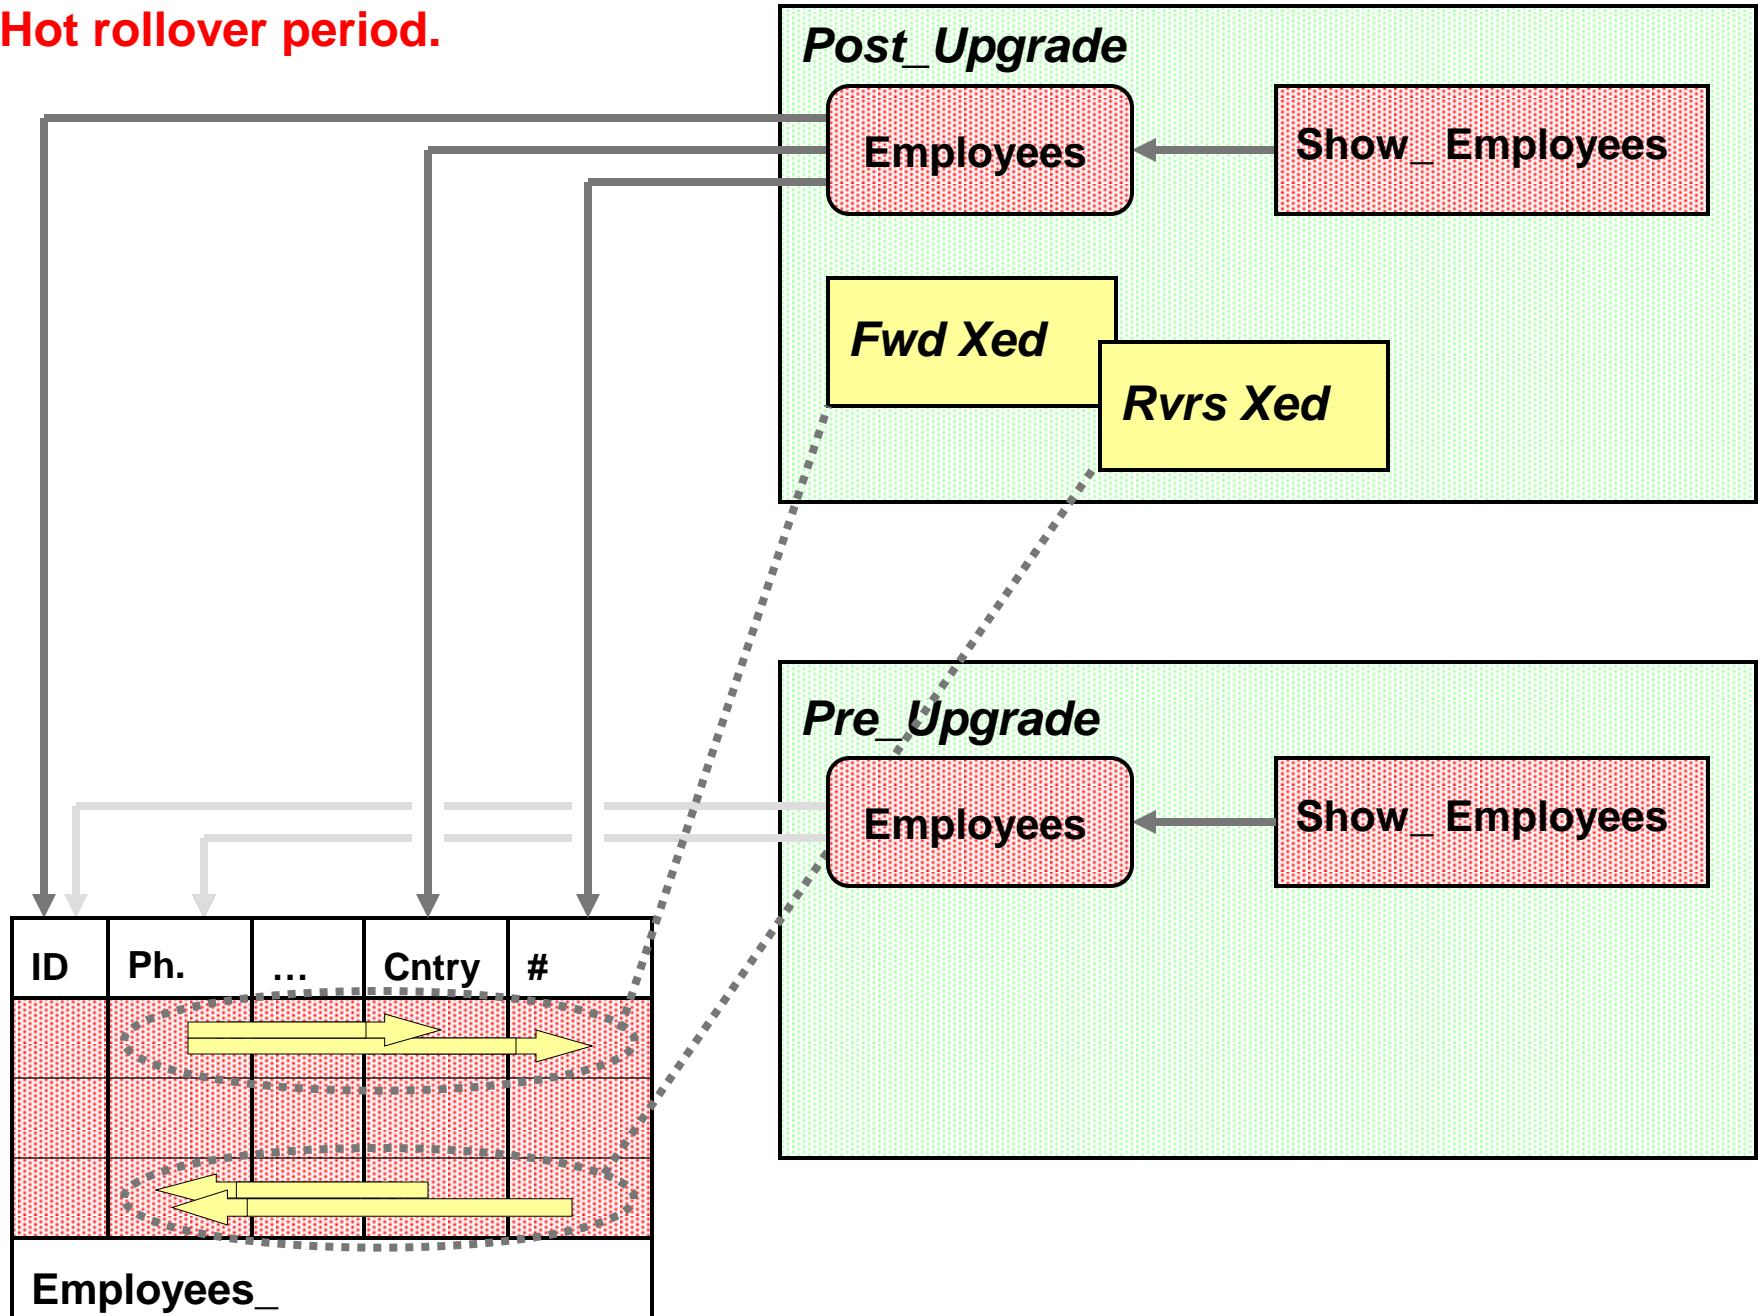 Hot rollover period.
Post_Upgrade
Employees
Show_ Employees
Fwd Xed
Rvrs Xed
Pre_Upgrade
Employees
Show_ Employees
ID Ph. ... Cntry #
Employees_